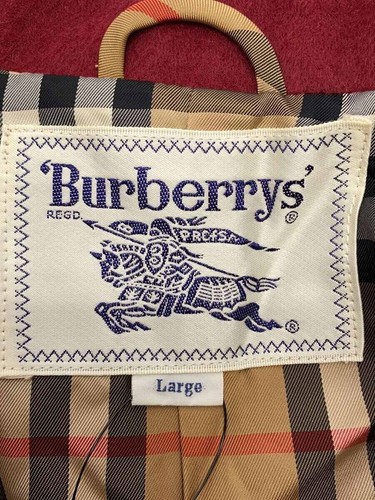 'Burberrys'
REGD. ®
PRORSUM
®
Large